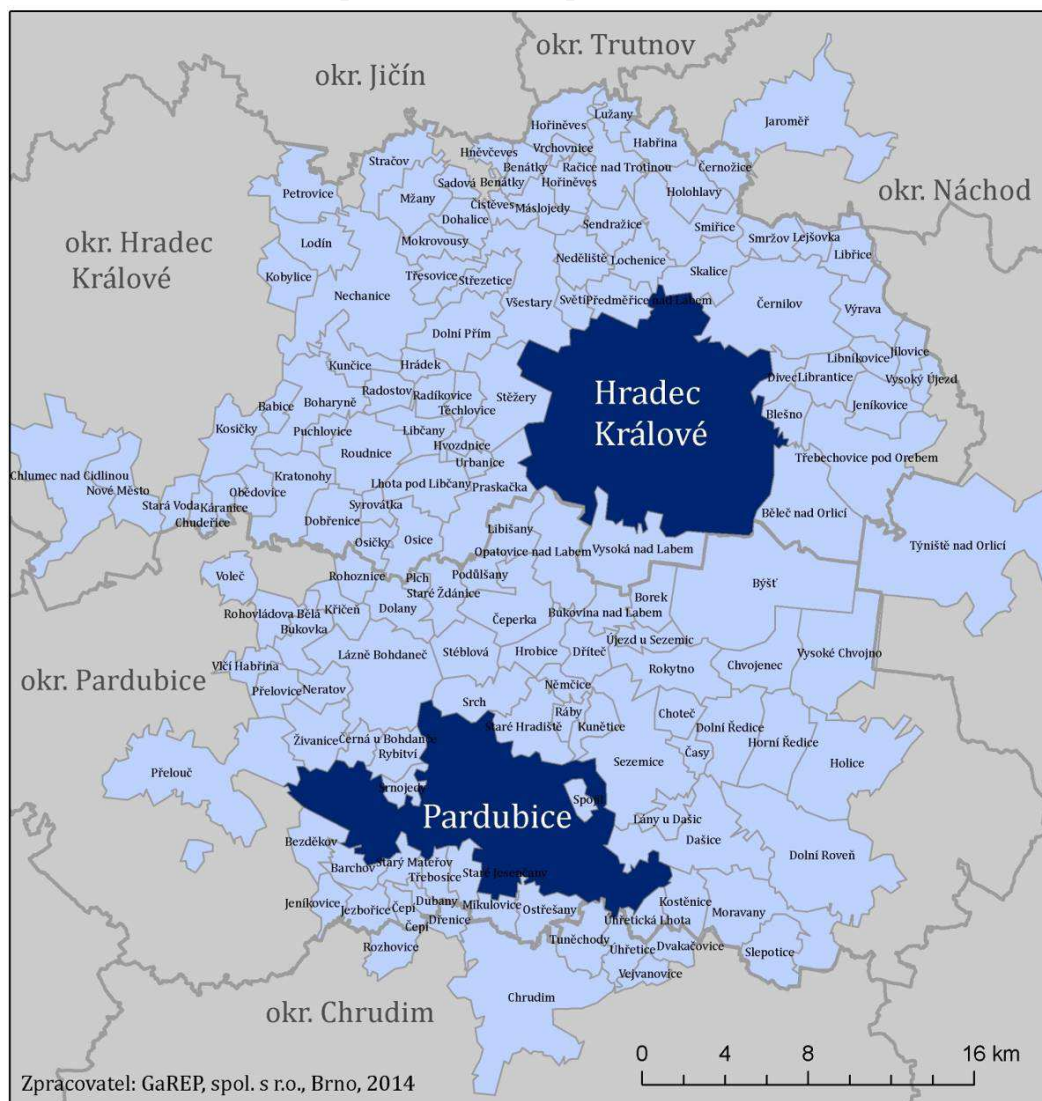 okr. Trutnov
okr. Jičín
Lužany
Hořiněves
Jaroměř
Vrchovnice
Habřina
Hněvčeves
Stračov
Benátky
Račice nad Trotinou
Černožice
Petrovice
Sadová
Benátky
Hořiněves
Holohlavy
okr. Náchod
Mžany
Čistěves
Máslojedy
Dohalice
Sendražice
Smiřice
okr. Hradec
Králové
Lodín
Mokrovousy
Smržov
Lejšovka
Libřice
Neděliště
Lochenice
Kobylice
Třesovice
Střezetice
Skalice
Nechanice
Všestary
Světí
Předměřice nad Labem
Černilov
Výrava
Dolní Přím
Jílovice
Libníkovice
Kunčice
Hrádek
Divec
Librantice
Vysoký Újezd
Radostov
Radíkovice
Stěžery
Hradec
Králové
Babice
Boharyně
Těchlovice
Jeníkovice
Blešno
Kosičky
Puchlovice
Libčany
Hvozdnice
Roudnice
Urbanice
Třebechovice pod Orebem
Chlumec nad Cidlinou
Kratonohy
Lhota pod Libčany
Praskačka
Nové Město
Obědovice
Stará Voda
Káranice
Syrovátka
Běleč nad Orlicí
Chudeřice
Dobřenice
Libišany
Osičky
Osice
Opatovice nad Labem
Vysoká nad Labem
Týniště nad Orlicí
Voleč
Rohoznice
Plch
Podůlšany
Býšť
Staré Ždánice
Borek
Rohovládova Bělá
Křičeň
Dolany
Čeperka
Bukovina nad Labem
Bukovka
Újezd u Sezemic
Lázně Bohdaneč
Stéblová
Hrobice
Dříteč
Vysoké Chvojno
Vlčí Habřina
Rokytno
Chvojenec
okr. Pardubice
Přelovice
Neratov
Němčice
Srch
Ráby
Choteč
Staré Hradiště
Kunětice
Dolní Ředice
Živanice
Černá u Bohdanče
Horní Ředice
Rybitví
Časy
Sezemice
Holice
Přelouč
Srnojedy
Spojil
Pardubice
Lány u Dašic
Dašice
Bezděkov
Dolní Roveň
Starý Mateřov
Barchov
Třebosice
Staré Jesenčany
Jeníkovice
Jezbořice
Čepí
Dubany
Mikulovice
Ostřešany
Kostěnice
Moravany
Čepí
Dřenice
Úhřetická Lhota
Rozhovice
Tuněchody
Úhřetice
Dvakačovice
Slepotice
Vejvanovice
Chrudim
okr. Chrudim
0 4 8 16 km
Zpracovatel: GaREP, spol. s r.o., Brno, 2014